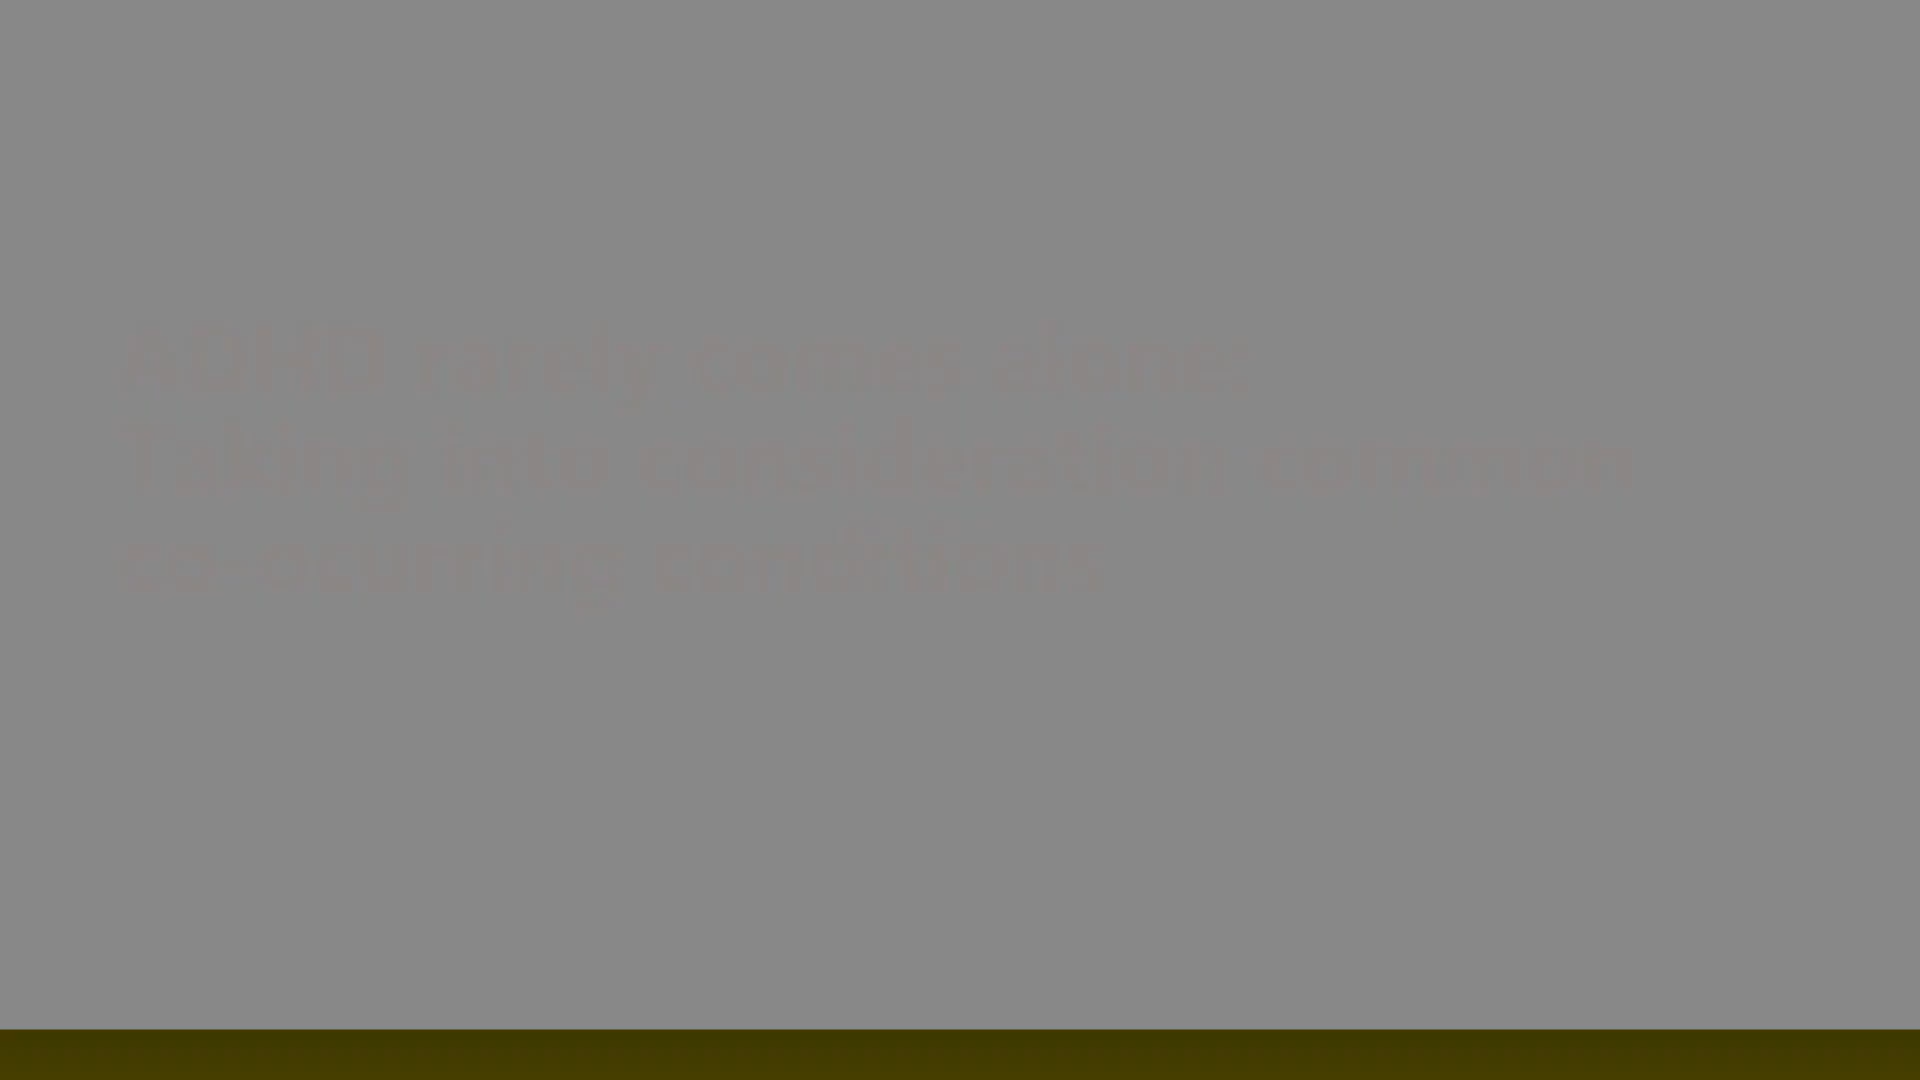 ADHD rarely comes alone:
Taking into consideration common
co-ocurring conditions